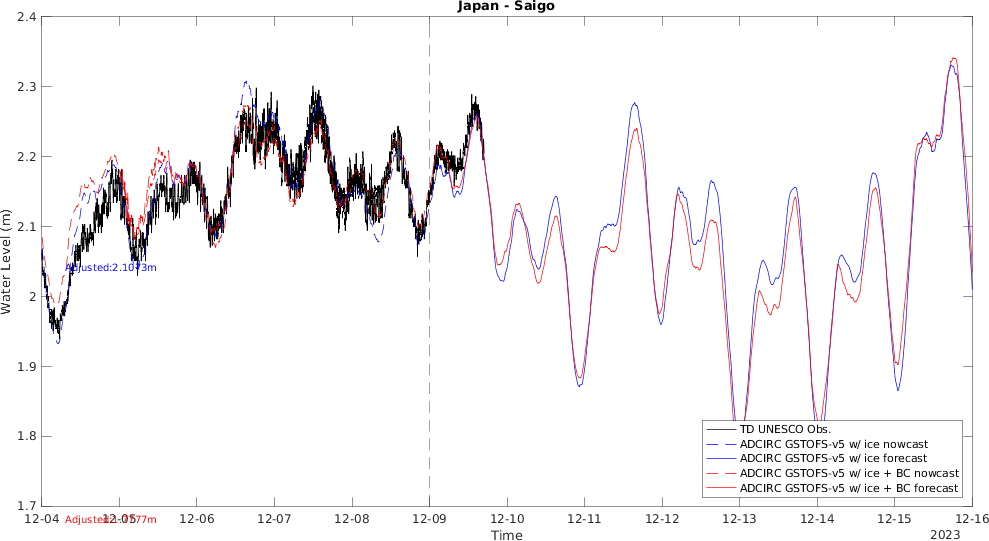 Japan - Saigo
2.4
2.3
2.2
2.1
2
1.9
1.8
1.7
Water Level (m)
Adjusted:2.1073m
TD UNESCO Obs.
ADCIRC GSTOFS-v5 w/ ice nowcast
ADCIRC GSTOFS-v5 w/ ice forecast
ADCIRC GSTOFS-v5 w/ ice + BC nowcast
ADCIRC GSTOFS-v5 w/ ice + BC forecast
12-04 12-05 12-06 12-07 12-08 12-09 12-10 12-11 12-12 12-13 12-14 12-15 12-16
Time
2023